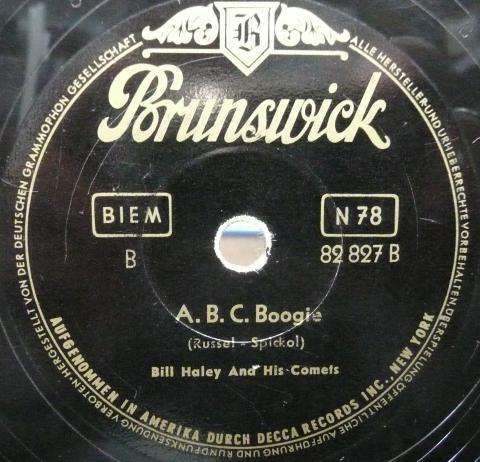 B
Brunswick
BIEM
B
N 78
82 827 B
A. B. C. Boogie
(Russel - Spickol)
Bill Haley And His Comets
AUFGENOMMEN IN AMERIKA DURCH DECCA RECORDS INC., NEW YORK
ALLE HERSTELLER-UND URHEBERRECHTE VORBEHALTEN, ÜBERSPIELUNG, ÖFFENTLICHE AUFFÜHRUNG UND RUNDFUNKSENDUNG VERBOTEN-HERGESTELLT VON DER DEUTSCHEN GRAMMOPHON GESELLSCHAFT